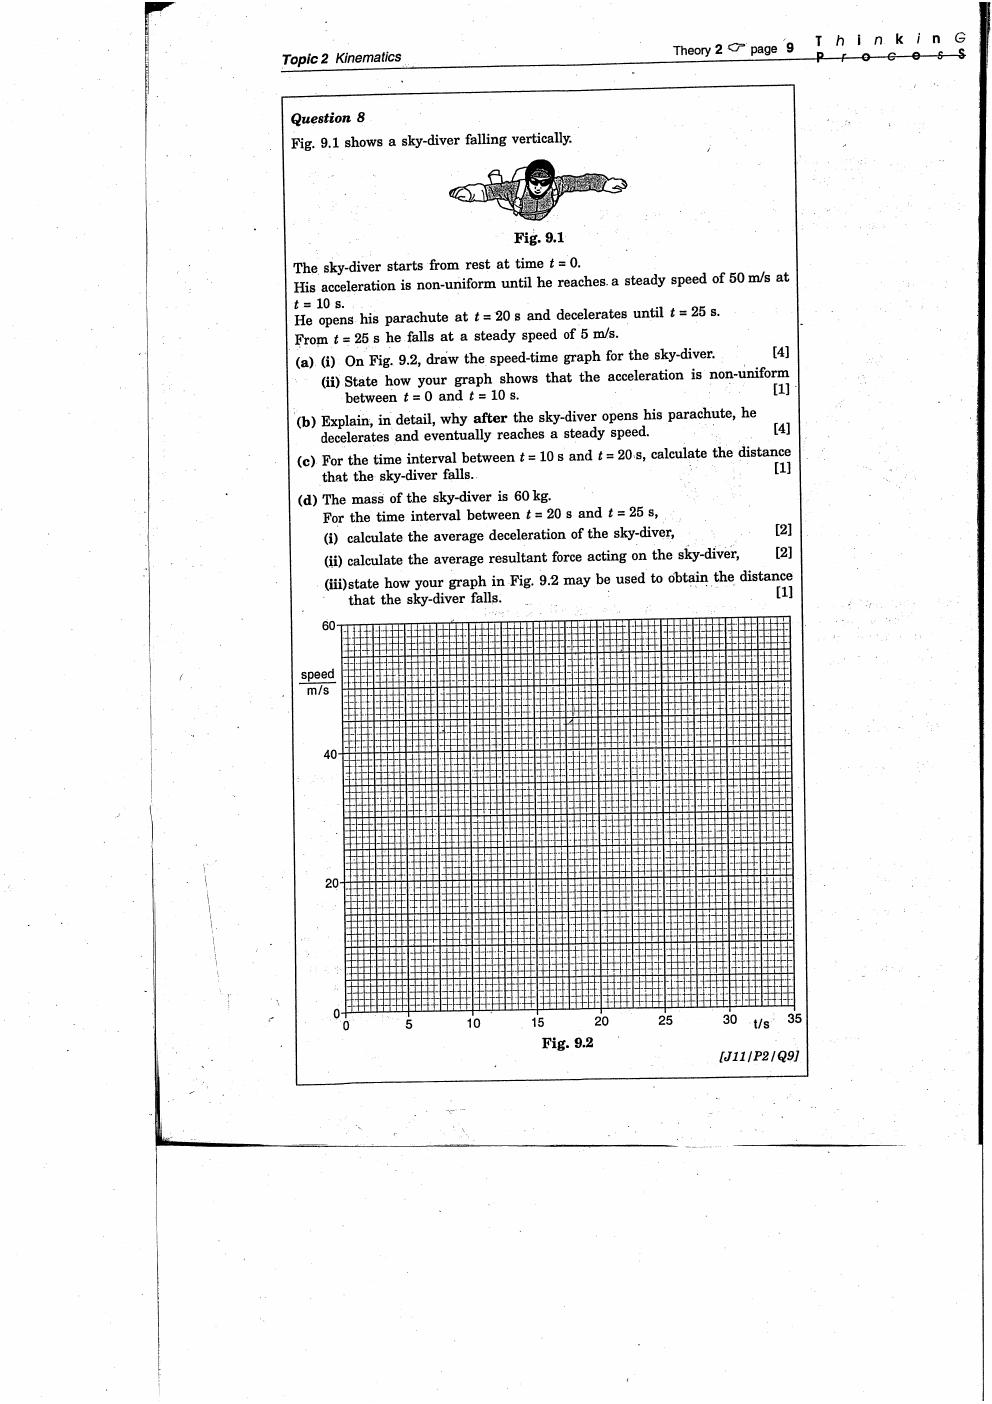 Topic 2 Kinematics
Theory 2 ☞ page 9
T h i n k i n G
P r o c e s S
Question 8
Fig. 9.1 shows a sky-diver falling vertically.
Fig. 9.1
The sky-diver starts from rest at time t = 0.
His acceleration is non-uniform until he reaches a steady speed of 50 m/s at
t = 10 s.
He opens his parachute at t = 20 s and decelerates until t = 25 s.
From t = 25 s he falls at a steady speed of 5 m/s.
(a) (i) On Fig. 9.2, draw the speed-time graph for the sky-diver. [4]
(ii) State how your graph shows that the acceleration is non-uniform
between t = 0 and t = 10 s. [1]
(b) Explain, in detail, why after the sky-diver opens his parachute, he
decelerates and eventually reaches a steady speed. [4]
(c) For the time interval between t = 10 s and t = 20 s, calculate the distance
that the sky-diver falls. [1]
(d) The mass of the sky-diver is 60 kg.
For the time interval between t = 20 s and t = 25 s,
(i) calculate the average deceleration of the sky-diver, [2]
(ii) calculate the average resultant force acting on the sky-diver, [2]
(iii) state how your graph in Fig. 9.2 may be used to obtain the distance
that the sky-diver falls. [1]
60
speed
m/s
40
20
0
0 5 10 15 20 25 30 t/s 35
Fig. 9.2
[J11/P2/Q9]